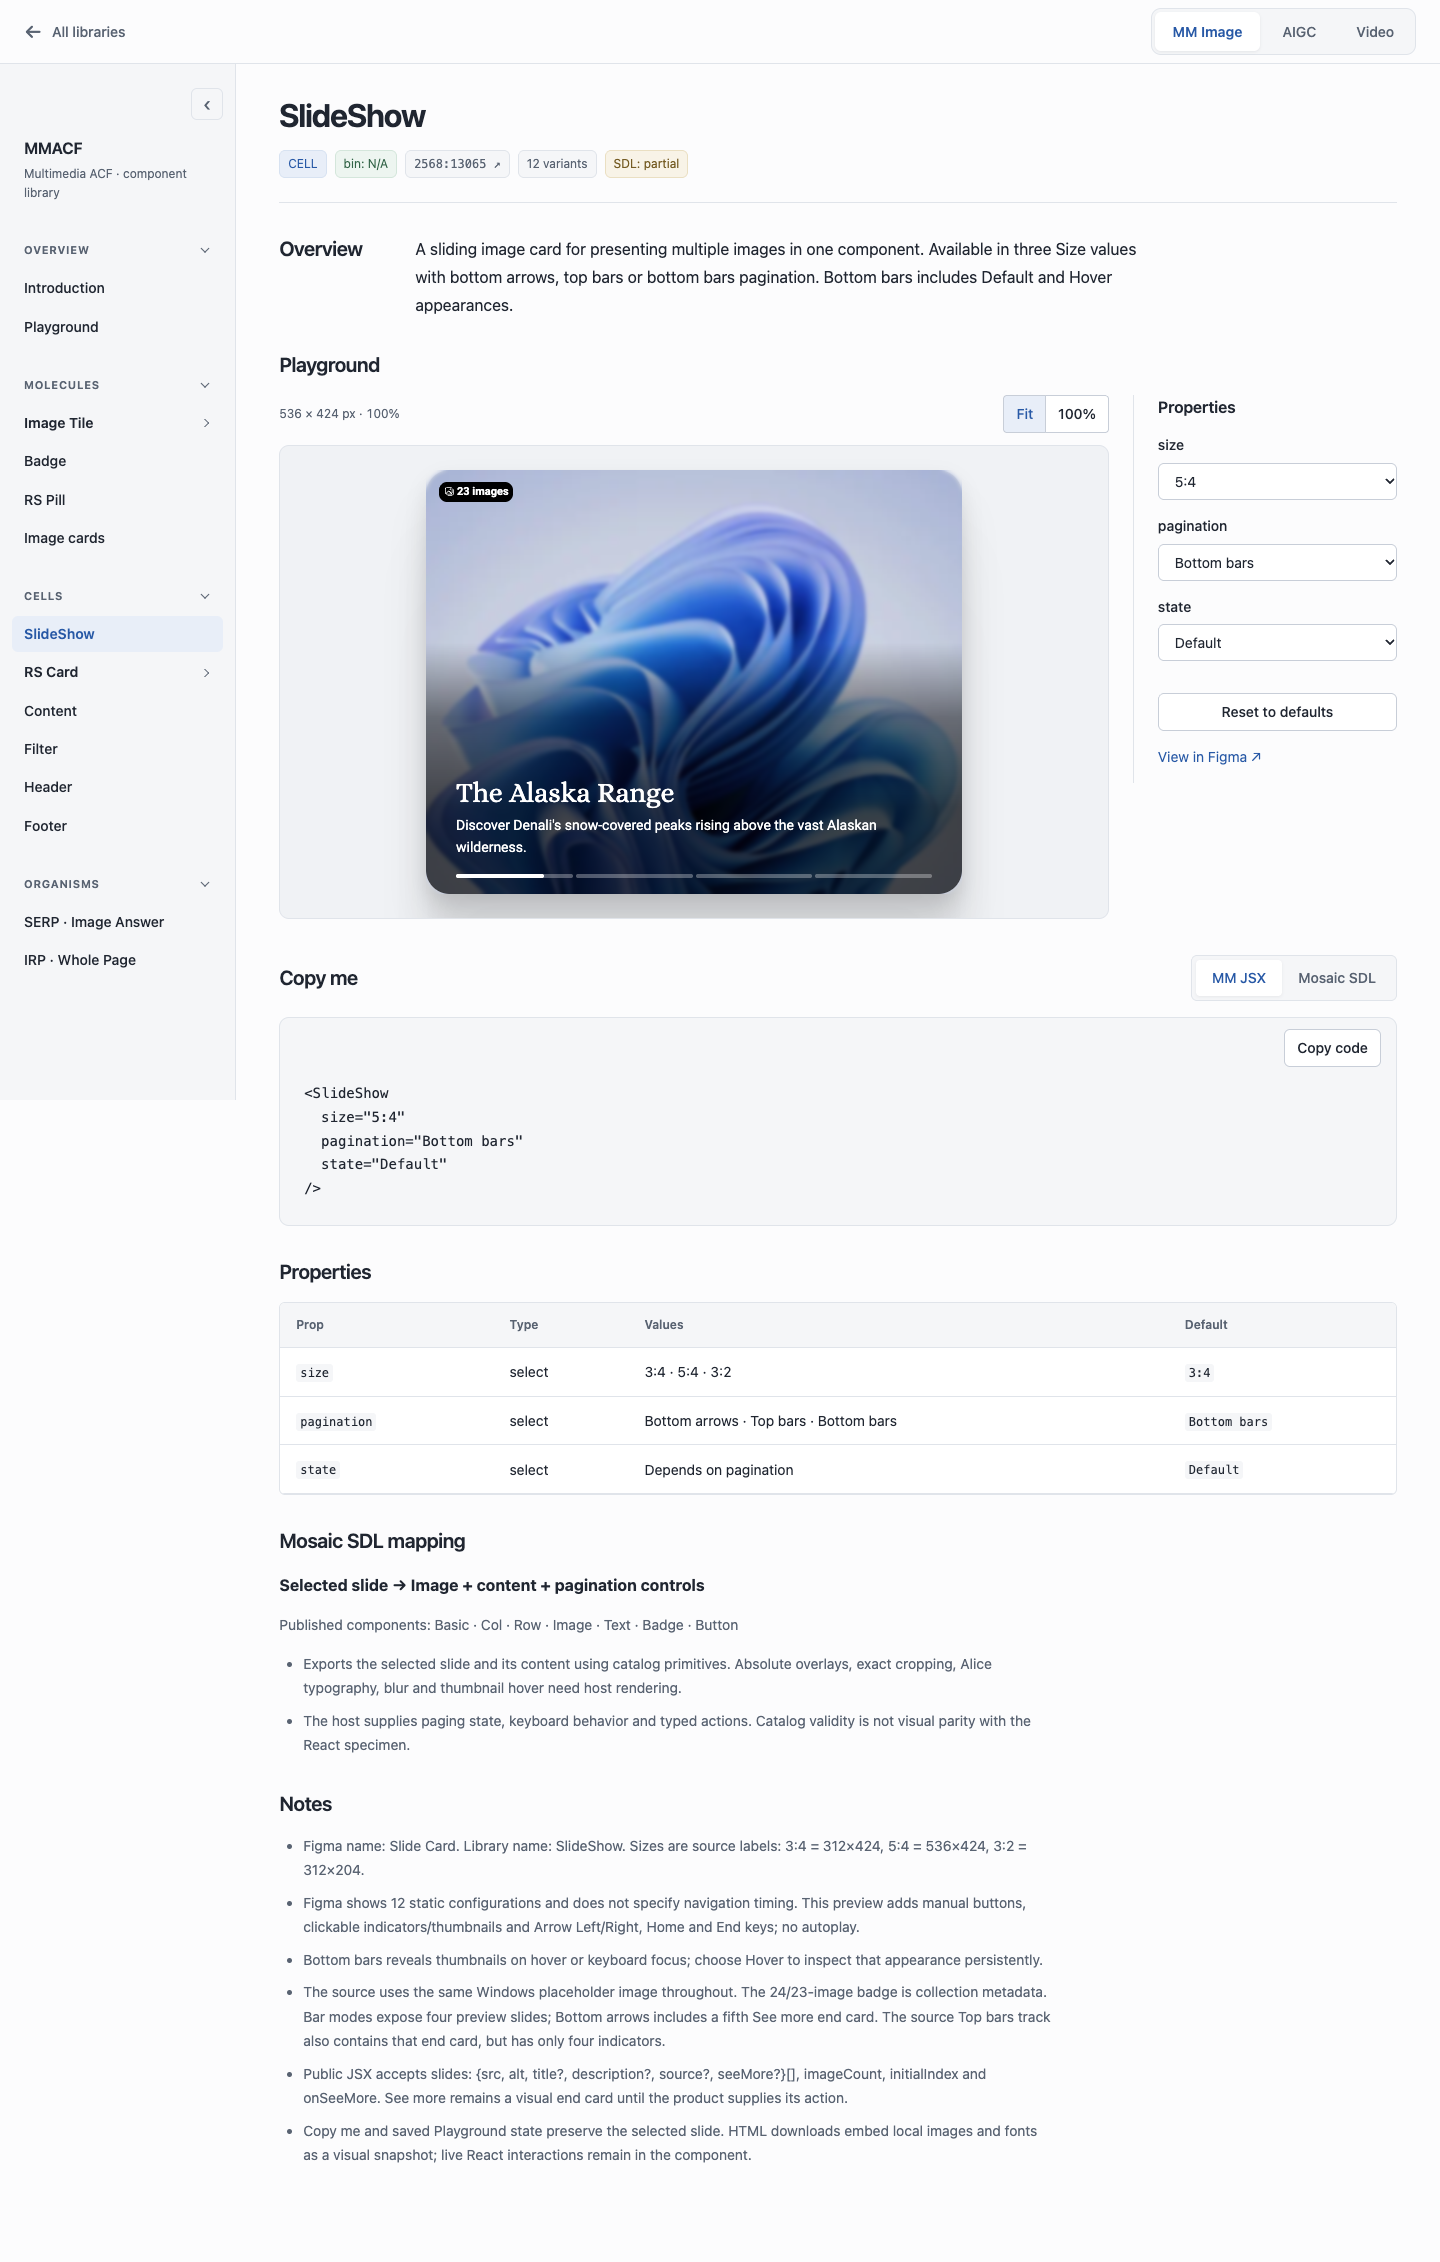 ← All libraries
MM Image
AIGC
Video
‹
MMACF
Multimedia ACF · component
library
OVERVIEW
Introduction
Playground
MOLECULES
Image Tile
Badge
RS Pill
Image cards
CELLS
SlideShow
RS Card
Content
Filter
Header
Footer
ORGANISMS
SERP · Image Answer
IRP · Whole Page
SlideShow
CELL
bin: N/A
2568:13065 ↗
12 variants
SDL: partial
Overview
A sliding image card for presenting multiple images in one component. Available in three Size values
with bottom arrows, top bars or bottom bars pagination. Bottom bars includes Default and Hover
appearances.
Playground
536 × 424 px · 100%
Fit
100%
23 images
The Alaska Range
Discover Denali's snow-covered peaks rising above the vast Alaskan
wilderness.
Properties
size
5:4
pagination
Bottom bars
state
Default
Reset to defaults
View in Figma ↗
Copy me
MM JSX
Mosaic SDL
Copy code
<SlideShow
  size="5:4"
  pagination="Bottom bars"
  state="Default"
/>
Properties
Prop Type Values Default
size select 3:4 · 5:4 · 3:2 3:4
pagination select Bottom arrows · Top bars · Bottom bars Bottom bars
state select Depends on pagination Default
Mosaic SDL mapping
Selected slide → Image + content + pagination controls
Published components: Basic · Col · Row · Image · Text · Badge · Button
• Exports the selected slide and its content using catalog primitives. Absolute overlays, exact cropping, Alice
typography, blur and thumbnail hover need host rendering.
• The host supplies paging state, keyboard behavior and typed actions. Catalog validity is not visual parity with the
React specimen.
Notes
• Figma name: Slide Card. Library name: SlideShow. Sizes are source labels: 3:4 = 312×424, 5:4 = 536×424, 3:2 =
312×204.
• Figma shows 12 static configurations and does not specify navigation timing. This preview adds manual buttons,
clickable indicators/thumbnails and Arrow Left/Right, Home and End keys; no autoplay.
• Bottom bars reveals thumbnails on hover or keyboard focus; choose Hover to inspect that appearance persistently.
• The source uses the same Windows placeholder image throughout. The 24/23-image badge is collection metadata.
Bar modes expose four preview slides; Bottom arrows includes a fifth See more end card. The source Top bars track
also contains that end card, but has only four indicators.
• Public JSX accepts slides: {src, alt, title?, description?, source?, seeMore?}[], imageCount, initialIndex and
onSeeMore. See more remains a visual end card until the product supplies its action.
• Copy me and saved Playground state preserve the selected slide. HTML downloads embed local images and fonts
as a visual snapshot; live React interactions remain in the component.